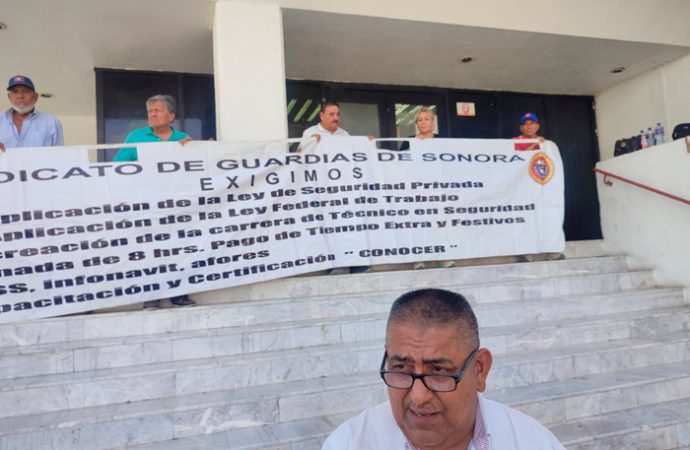 DICATO DE GUARDIAS DE SONORA
EXIGIMOS
plicación de la Ley de Seguridad Privada
Aplicación de la Ley Federal de Trabajo
creación de la carrera de Técnico en Seguridad
nada de 8 hrs. Pago de Tiempo Extra y Festivos
ss. Infonavit, afores
pacitación y Certificación " CONOCER "